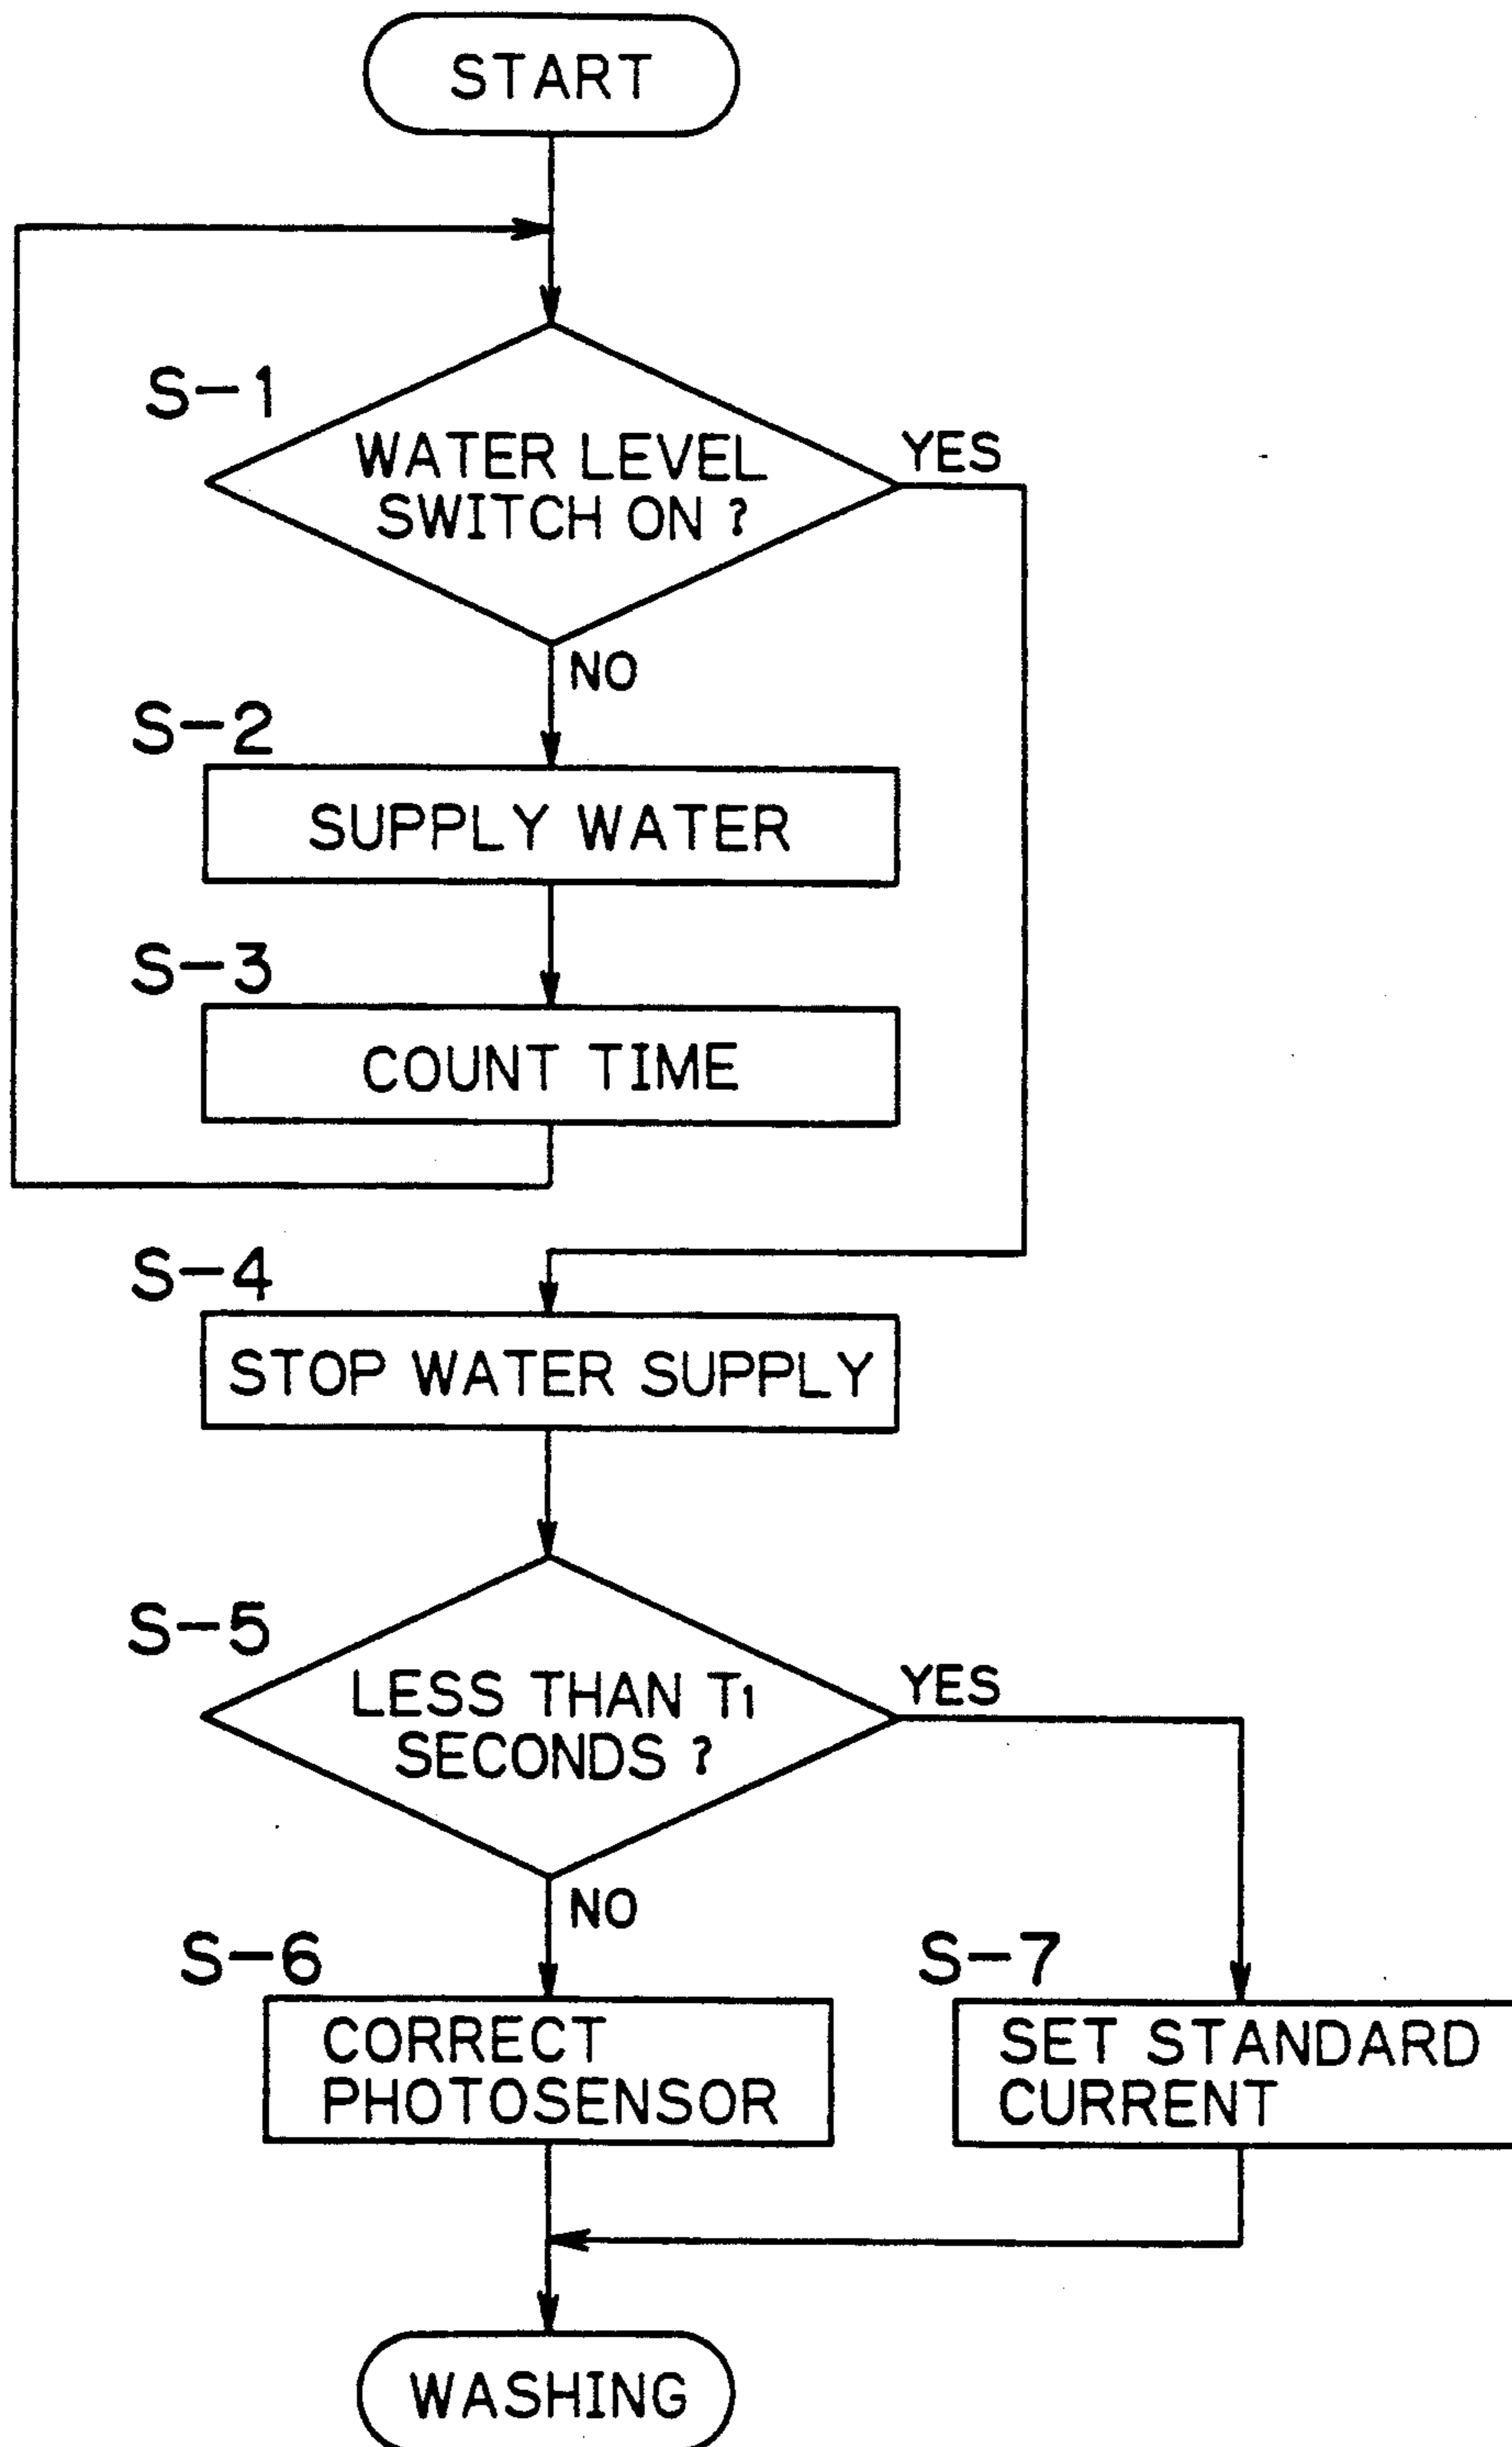 START
S-1
WATER LEVEL
SWITCH ON ?
YES
NO
S-2
SUPPLY WATER
S-3
COUNT TIME
S-4
STOP WATER SUPPLY
S-5
LESS THAN T1
SECONDS ?
YES
NO
S-6
CORRECT
PHOTOSENSOR
S-7
SET STANDARD
CURRENT
WASHING